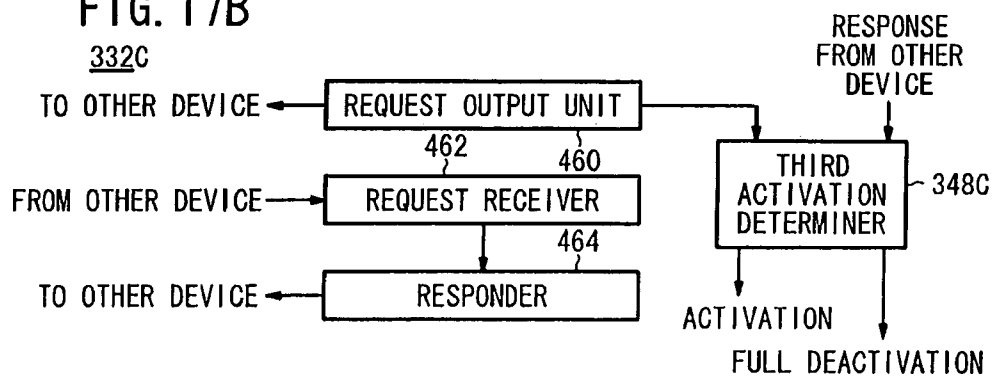 FIG. 17B
332C
RESPONSE
FROM OTHER
DEVICE
TO OTHER DEVICE
REQUEST OUTPUT UNIT
462
460
THIRD
ACTIVATION
DETERMINER
348C
FROM OTHER DEVICE
REQUEST RECEIVER
464
TO OTHER DEVICE
RESPONDER
ACTIVATION
FULL DEACTIVATION